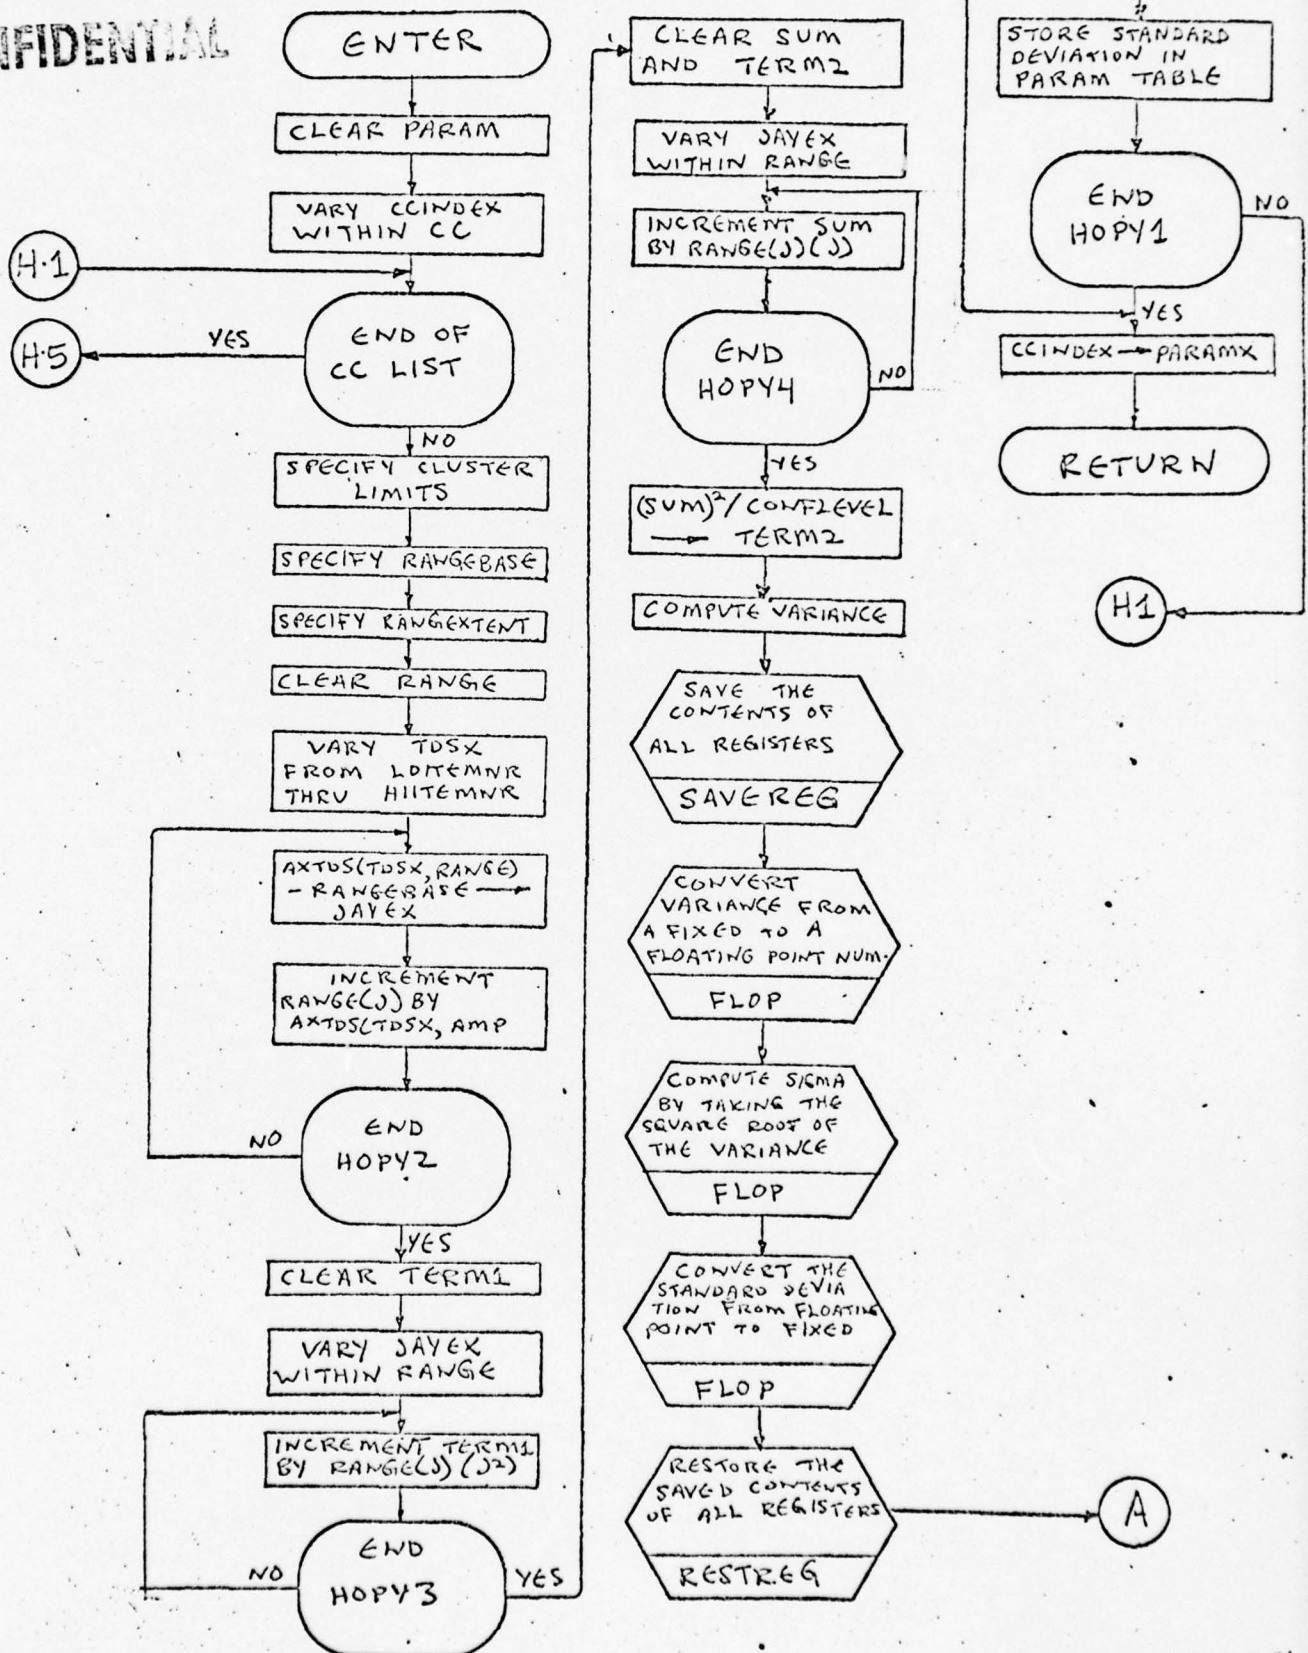 NFIDENTIAL
ENTER
CLEAR PARAM
VARY CCINDEX
WITHIN CC
H.1
END OF
CC LIST
YES
H.5
NO
SPECIFY CLUSTER
LIMITS
SPECIFY RANGEBASE
SPECIFY RANGEXTENT
CLEAR RANGE
VARY TDSX
FROM LOITEMNR
THRU HIITEMNR
AXTDS(TDSX, RANGE)
- RANGEBASE →
JAYEX
INCREMENT
RANGE(J) BY
AXTDS(TDSX, AMP
END
HOPY2
NO
YES
CLEAR TERM1
VARY JAYEX
WITHIN RANGE
INCREMENT TERM1
BY RANGE(J)(J²)
END
HOPY3
NO
YES
CLEAR SUM
AND TERM2
VARY JAYEX
WITHIN RANGE
INCREMENT SUM
BY RANGE(J)(J)
END
HOPY4
NO
YES
(SUM)²/CONFLEVEL
→ TERM2
COMPUTE VARIANCE
SAVE THE
CONTENTS OF
ALL REGISTERS
SAVEREG
CONVERT
VARIANCE FROM
A FIXED TO A
FLOATING POINT NUM.
FLOP
COMPUTE SIGMA
BY TAKING THE
SQUARE ROOT OF
THE VARIANCE
FLOP
CONVERT THE
STANDARD DEVIA
TION FROM FLOATING
POINT TO FIXED
FLOP
RESTORE THE
SAVED CONTENTS
OF ALL REGISTERS
RESTREG
A
STORE STANDARD
DEVIATION IN
PARAM TABLE
END
HOPY1
NO
YES
CCINDEX → PARAMX
RETURN
H1